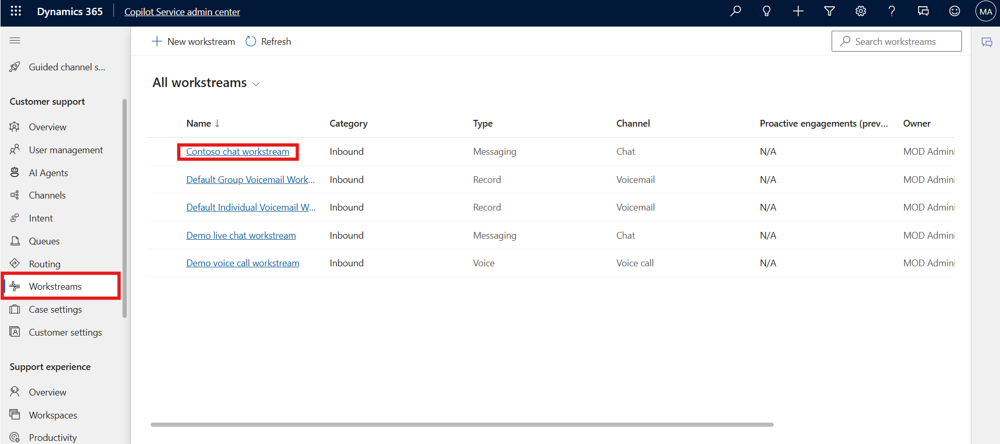 Dynamics 365
Copilot Service admin center
MA
New workstream
Refresh
Search workstreams
Guided channel s...
Customer support
Overview
User management
AI Agents
Channels
Intent
Queues
Routing
Workstreams
Case settings
Customer settings
Support experience
Overview
Workspaces
Productivity
All workstreams
Name ↓ Category Type Channel Proactive engagements (prev... Owner
Contoso chat workstream Inbound Messaging Chat N/A MOD Admini
Default Group Voicemail Work... Inbound Record Voicemail N/A MOD Admini
Default Individual Voicemail W... Inbound Record Voicemail N/A MOD Admini
Demo live chat workstream Inbound Messaging Chat N/A MOD Admini
Demo voice call workstream Inbound Voice Voice call N/A MOD Admini